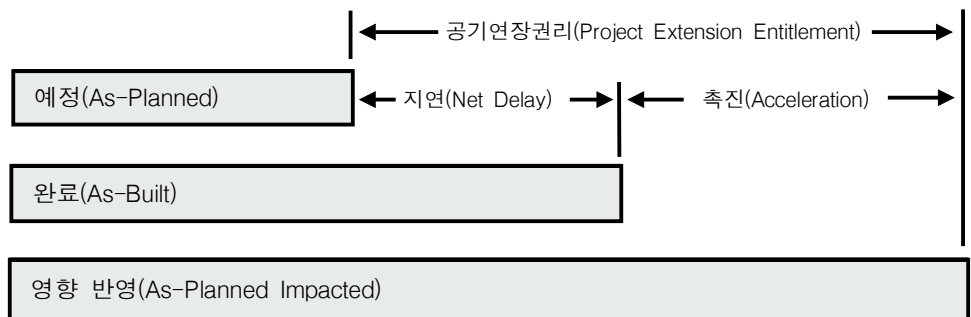 공기연장권리(Project Extension Entitlement)
예정(As-Planned)
지연(Net Delay)
촉진(Acceleration)
완료(As-Built)
영향 반영(As-Planned Impacted)